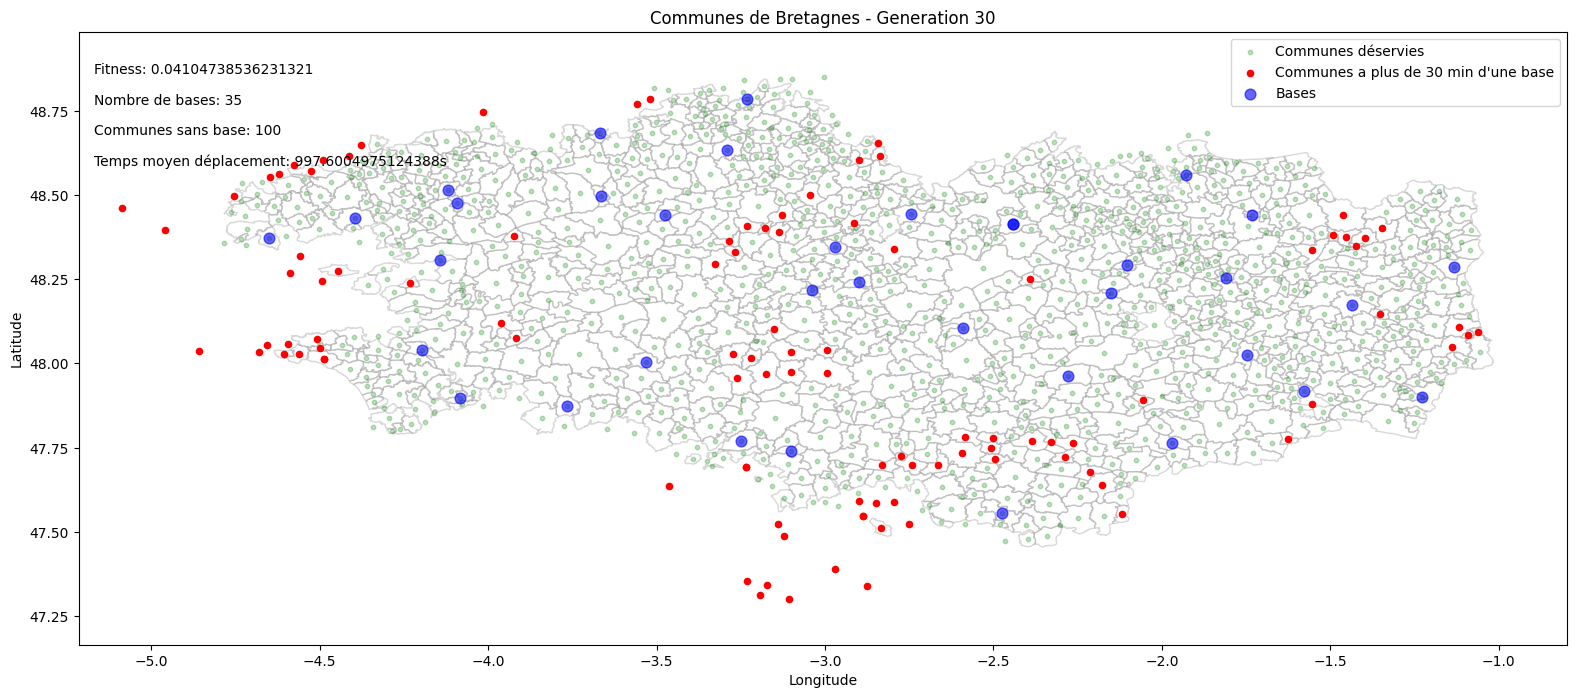 Communes de Bretagnes - Generation 30
Fitness: 0.04104738536231321
Nombre de bases: 35
Communes sans base: 100
Temps moyen déplacement: 997.6004975124388s
Communes déservies
Communes a plus de 30 min d'une base
Bases
Latitude
48.75
48.50
48.25
48.00
47.75
47.50
47.25
−5.0
−4.5
−4.0
−3.5
−3.0
−2.5
−2.0
−1.5
−1.0
Longitude